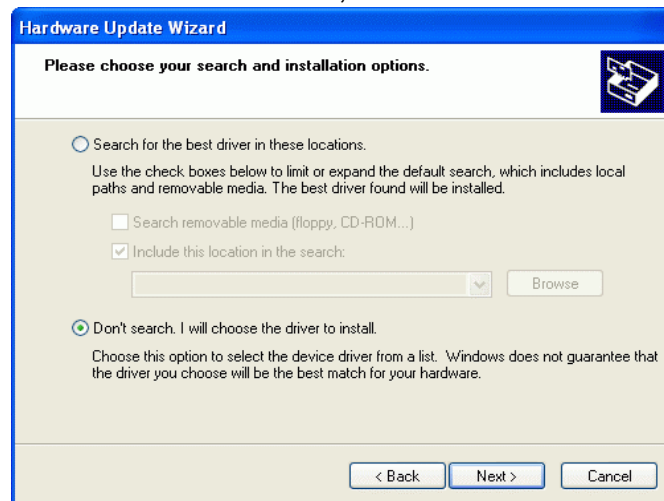 Hardware Update Wizard
Please choose your search and installation options.
Search for the best driver in these locations.
Use the check boxes below to limit or expand the default search, which includes local
paths and removable media. The best driver found will be installed.
Search removable media (floppy, CD-ROM...)
Include this location in the search:
Browse
Don't search. I will choose the driver to install.
Choose this option to select the device driver from a list. Windows does not guarantee that
the driver you choose will be the best match for your hardware.
< Back Next > Cancel